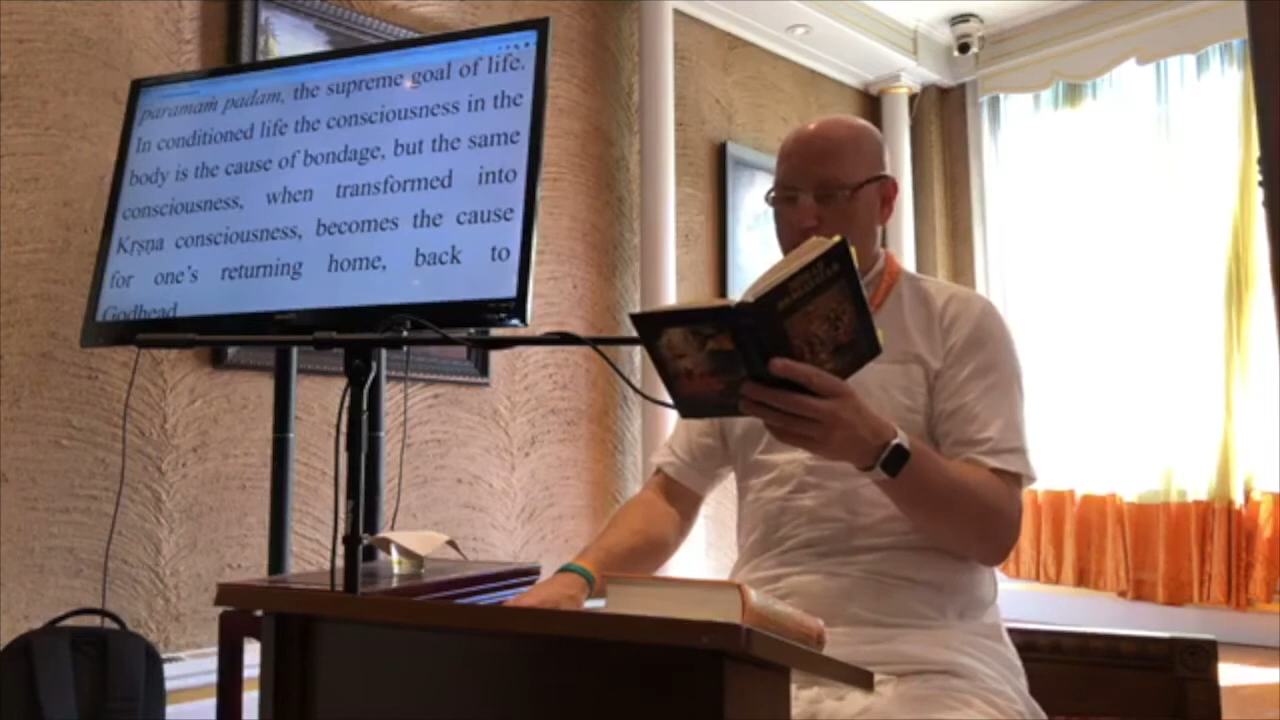 paramaṁ padam, the supreme goal of life.
In conditioned life the consciousness in the
body is the cause of bondage, but the same
consciousness, when transformed into
Kṛṣṇa consciousness, becomes the cause
for one's returning home, back to
Godhead